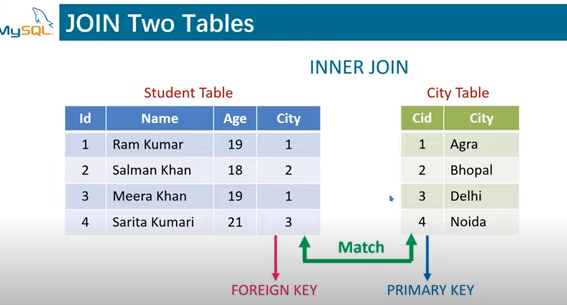 MySQL JOIN Two Tables
INNER JOIN
Student Table
Id Name Age City
1 Ram Kumar 19 1
2 Salman Khan 18 2
3 Meera Khan 19 1
4 Sarita Kumari 21 3
City Table
Cid City
1 Agra
2 Bhopal
3 Delhi
4 Noida
Match
FOREIGN KEY PRIMARY KEY